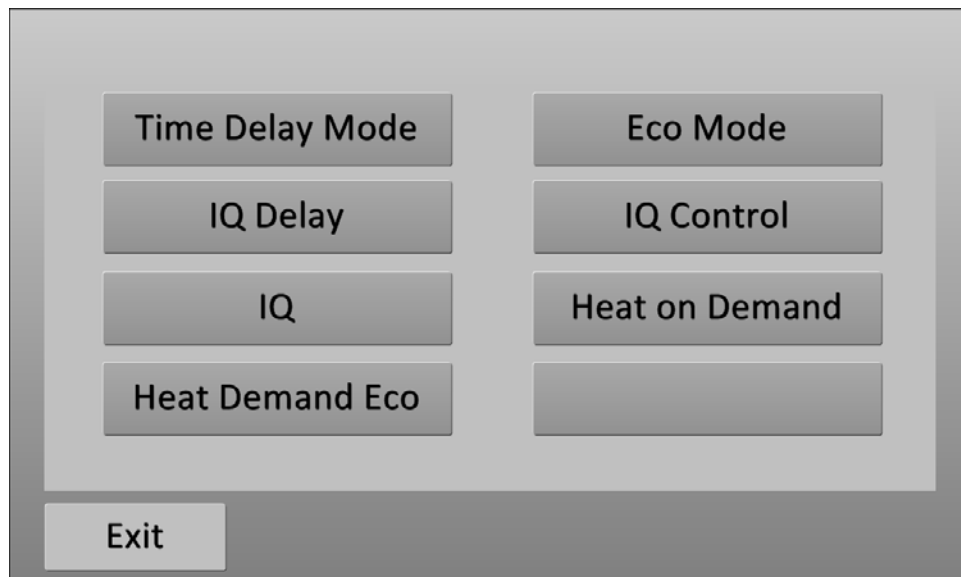 Time Delay Mode
Eco Mode
IQ Delay
IQ Control
IQ
Heat on Demand
Heat Demand Eco
Exit